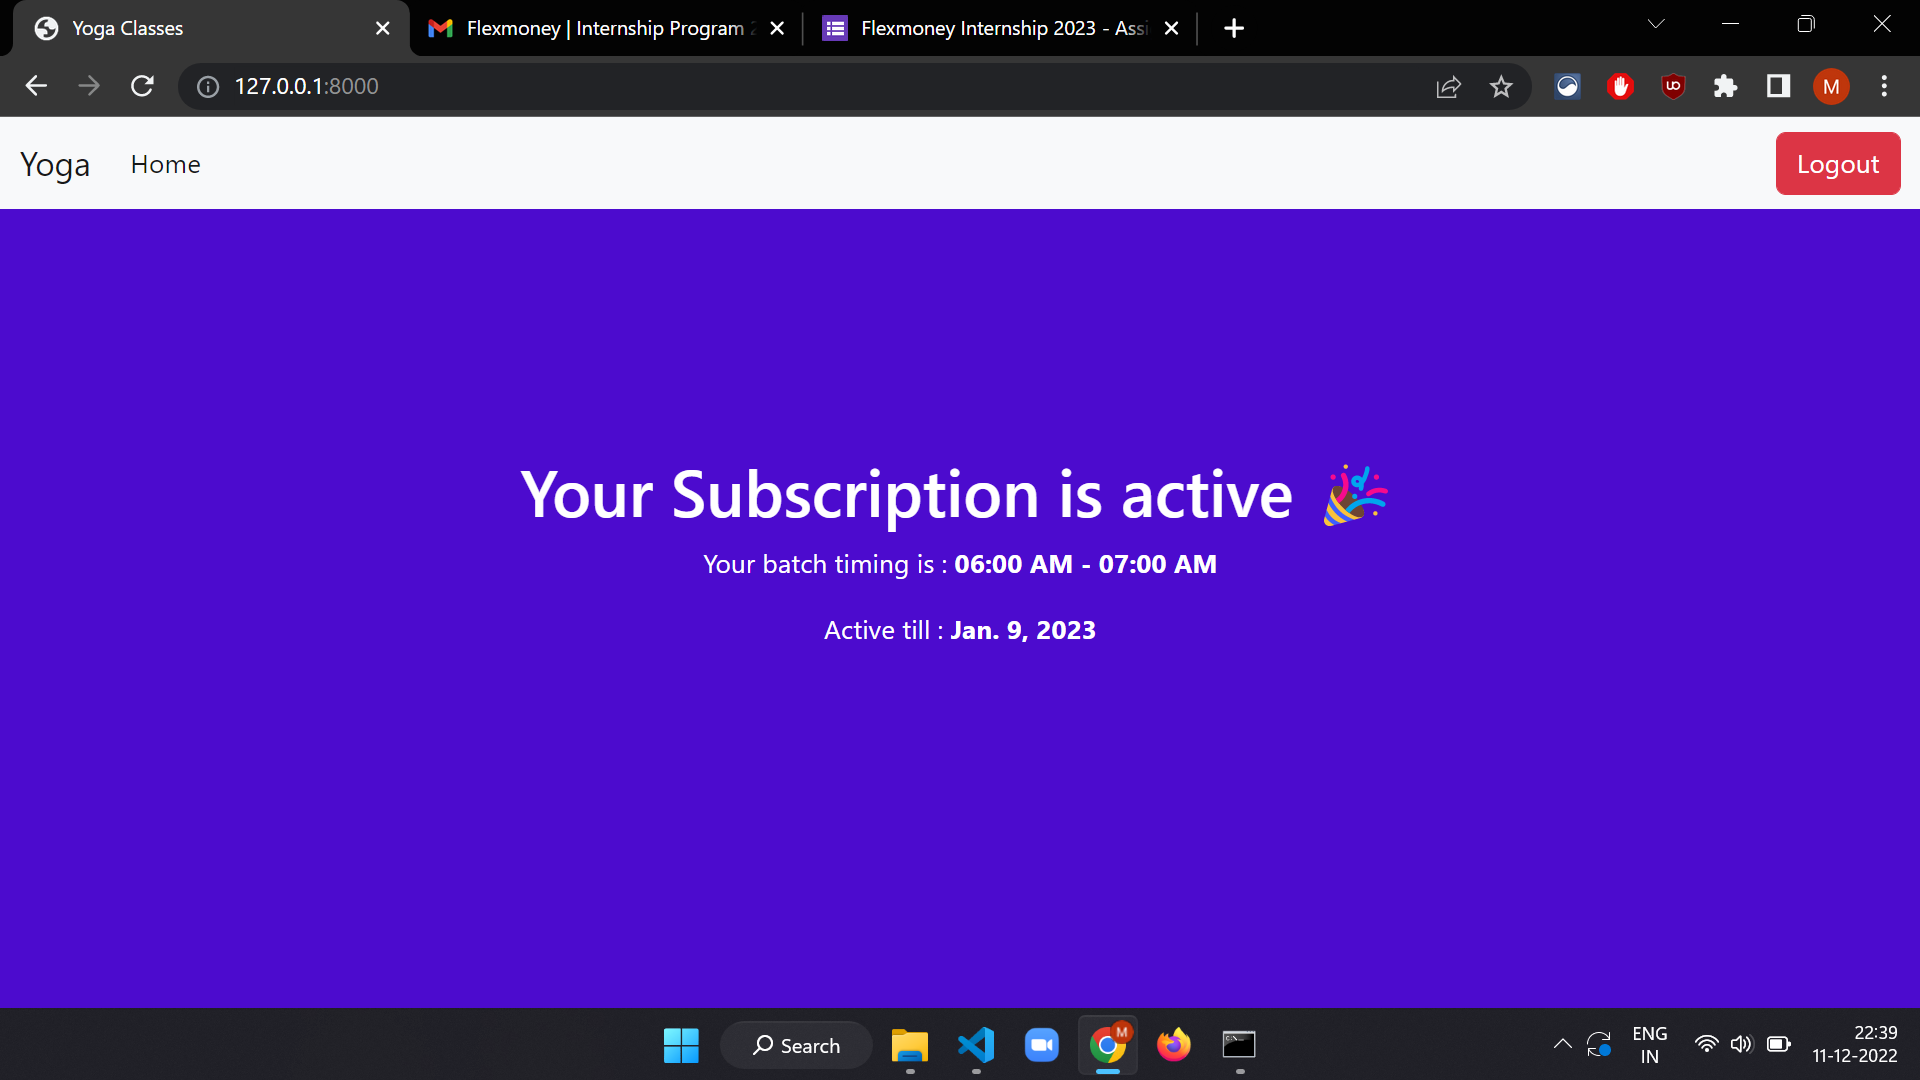 Yoga Classes
Flexmoney | Internship Program 2
Flexmoney Internship 2023 - Assi
127.0.0.1:8000
M
Yoga Home Logout
Your Subscription is active 🎉
Your batch timing is : 06:00 AM - 07:00 AM
Active till : Jan. 9, 2023
Search
M
ENG
IN
22:39
11-12-2022